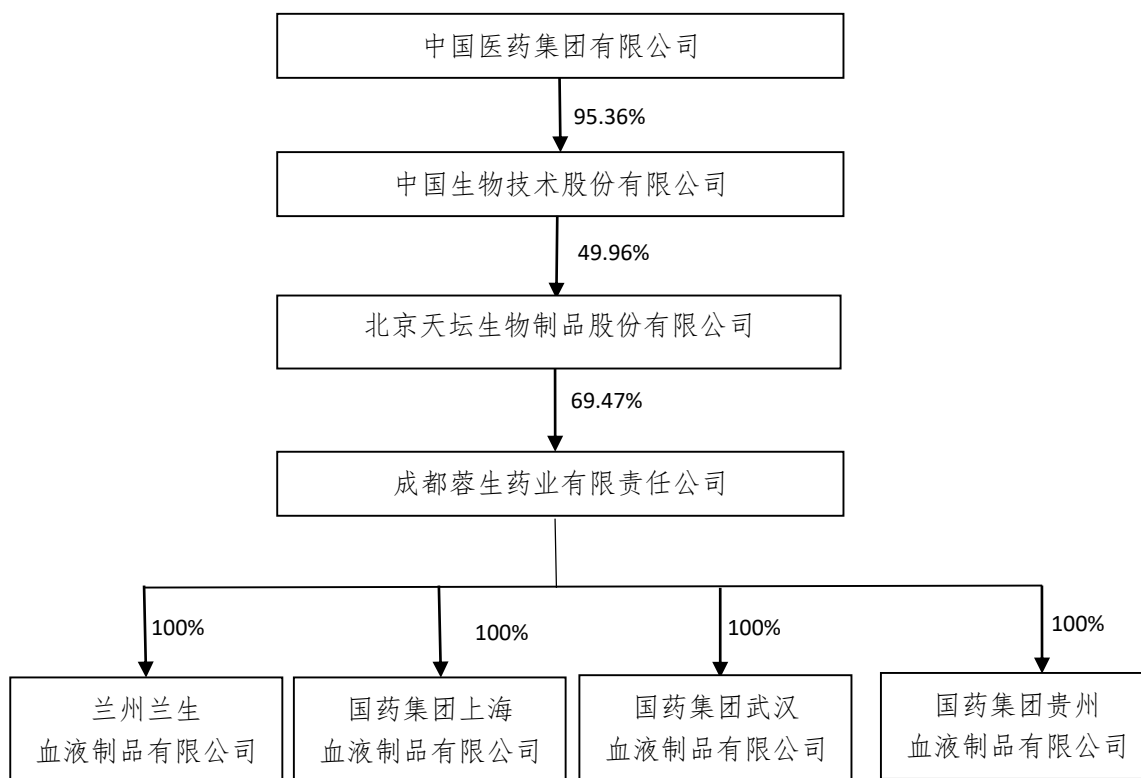 中国医药集团有限公司
95.36%
中国生物技术股份有限公司
49.96%
北京天坛生物制品股份有限公司
69.47%
成都蓉生药业有限责任公司
100%
100%
100%
100%
兰州兰生
血液制品有限公司
国药集团上海
血液制品有限公司
国药集团武汉
血液制品有限公司
国药集团贵州
血液制品有限公司